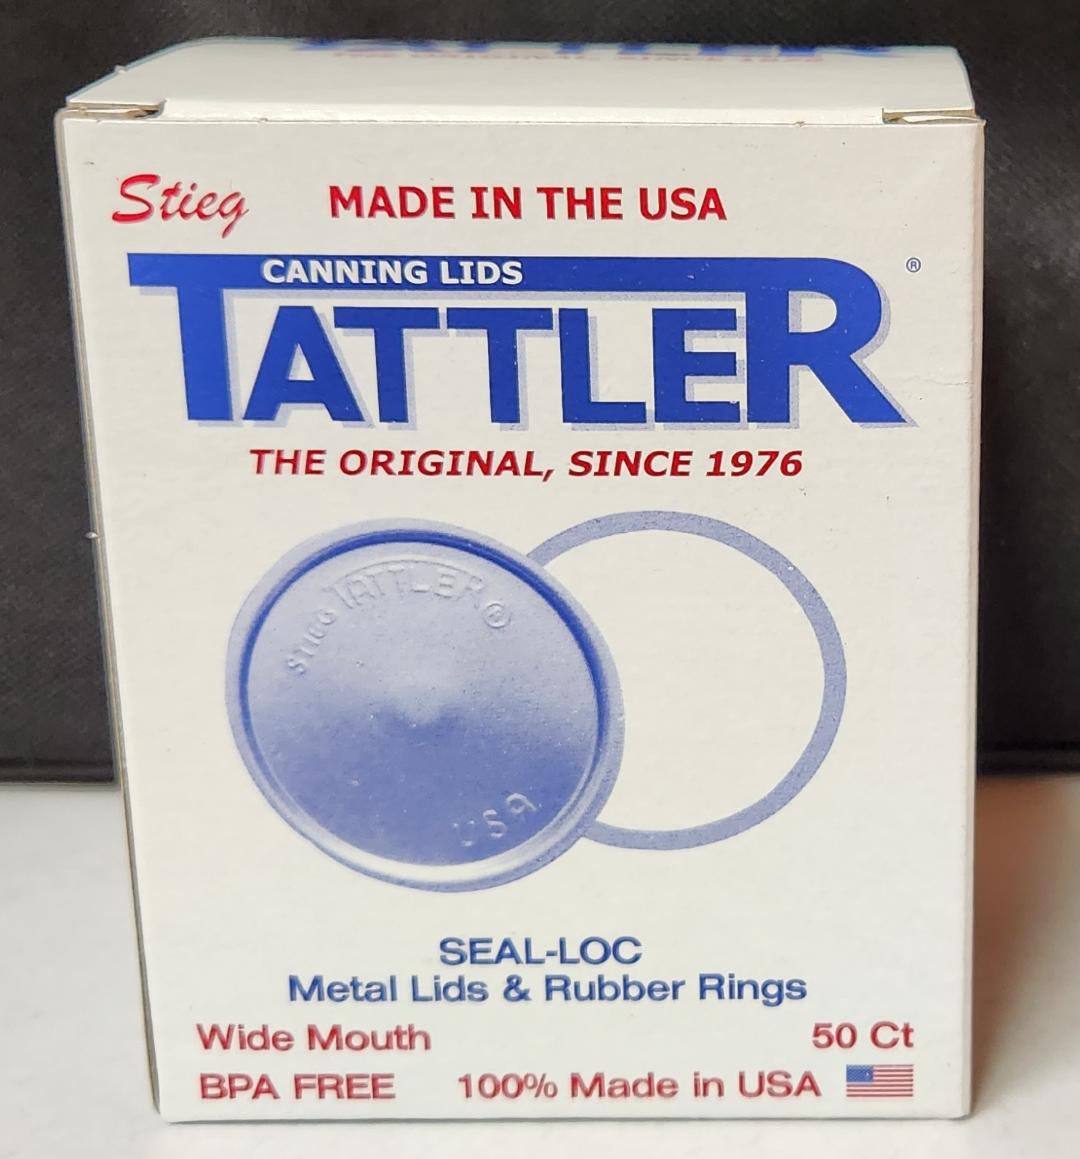 Stieg MADE IN THE USA
CANNING LIDS
TATTLER®
THE ORIGINAL, SINCE 1976
STIEG TATTLER®
USA
SEAL-LOC
Metal Lids & Rubber Rings
Wide Mouth 50 Ct
BPA FREE 100% Made in USA